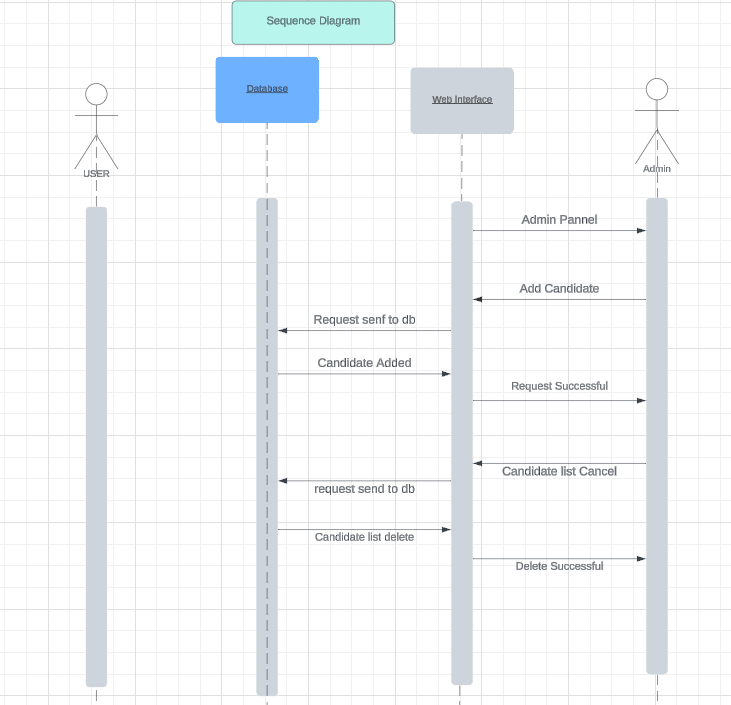 Sequence Diagram
Database
Web Interface
USER
Admin
Admin Pannel
Add Candidate
Request senf to db
Candidate Added
Request Successful
Candidate list Cancel
request send to db
Candidate list delete
Delete Successful